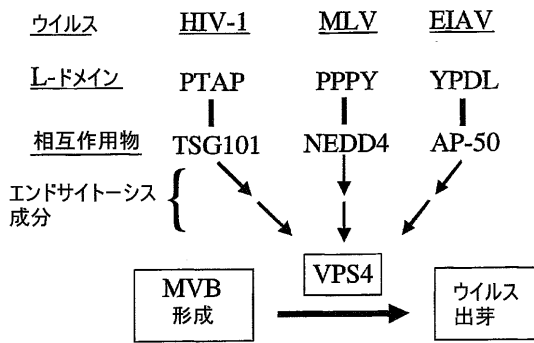 ウイルス HIV-1 MLV EIAV
L-ドメイン PTAP PPPY YPDL
相互作用物 TSG101 NEDD4 AP-50
エンドサイトーシス
成分
VPS4
MVB
形成
ウイルス
出芽